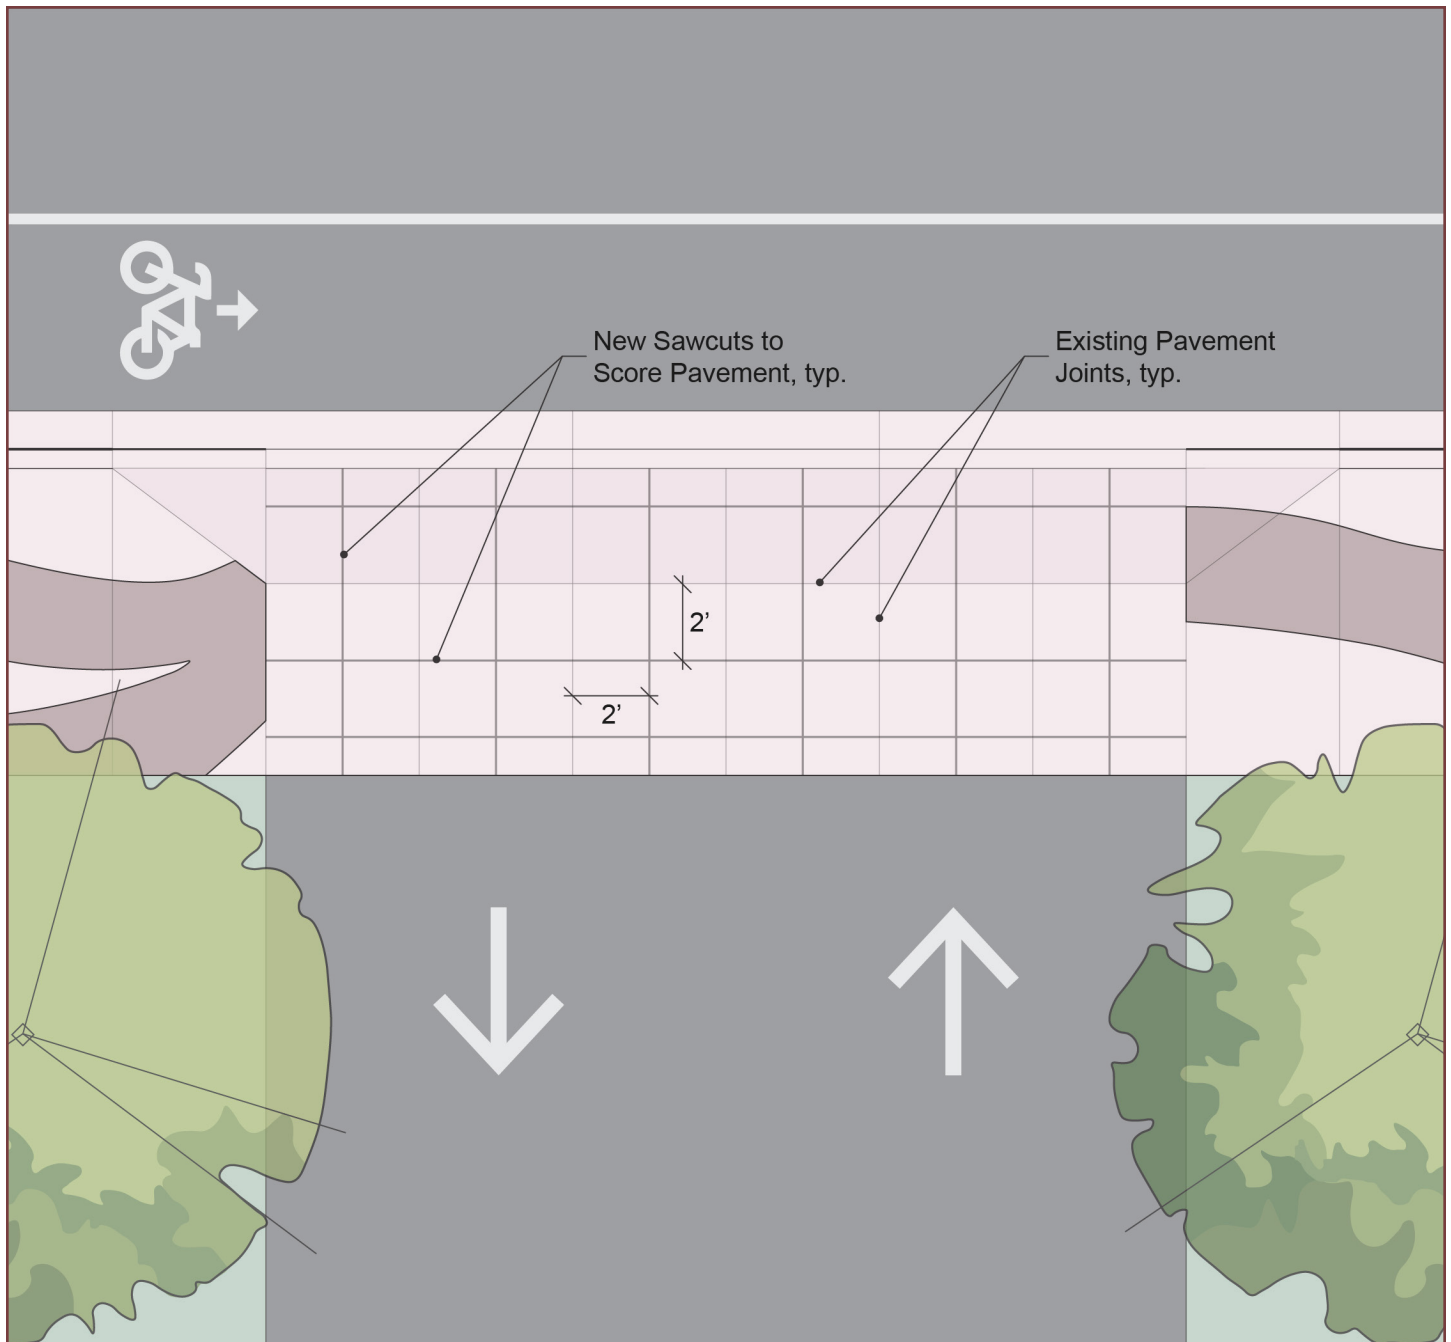 New Sawcuts to
Score Pavement, typ.
Existing Pavement
Joints, typ.
2’
2’